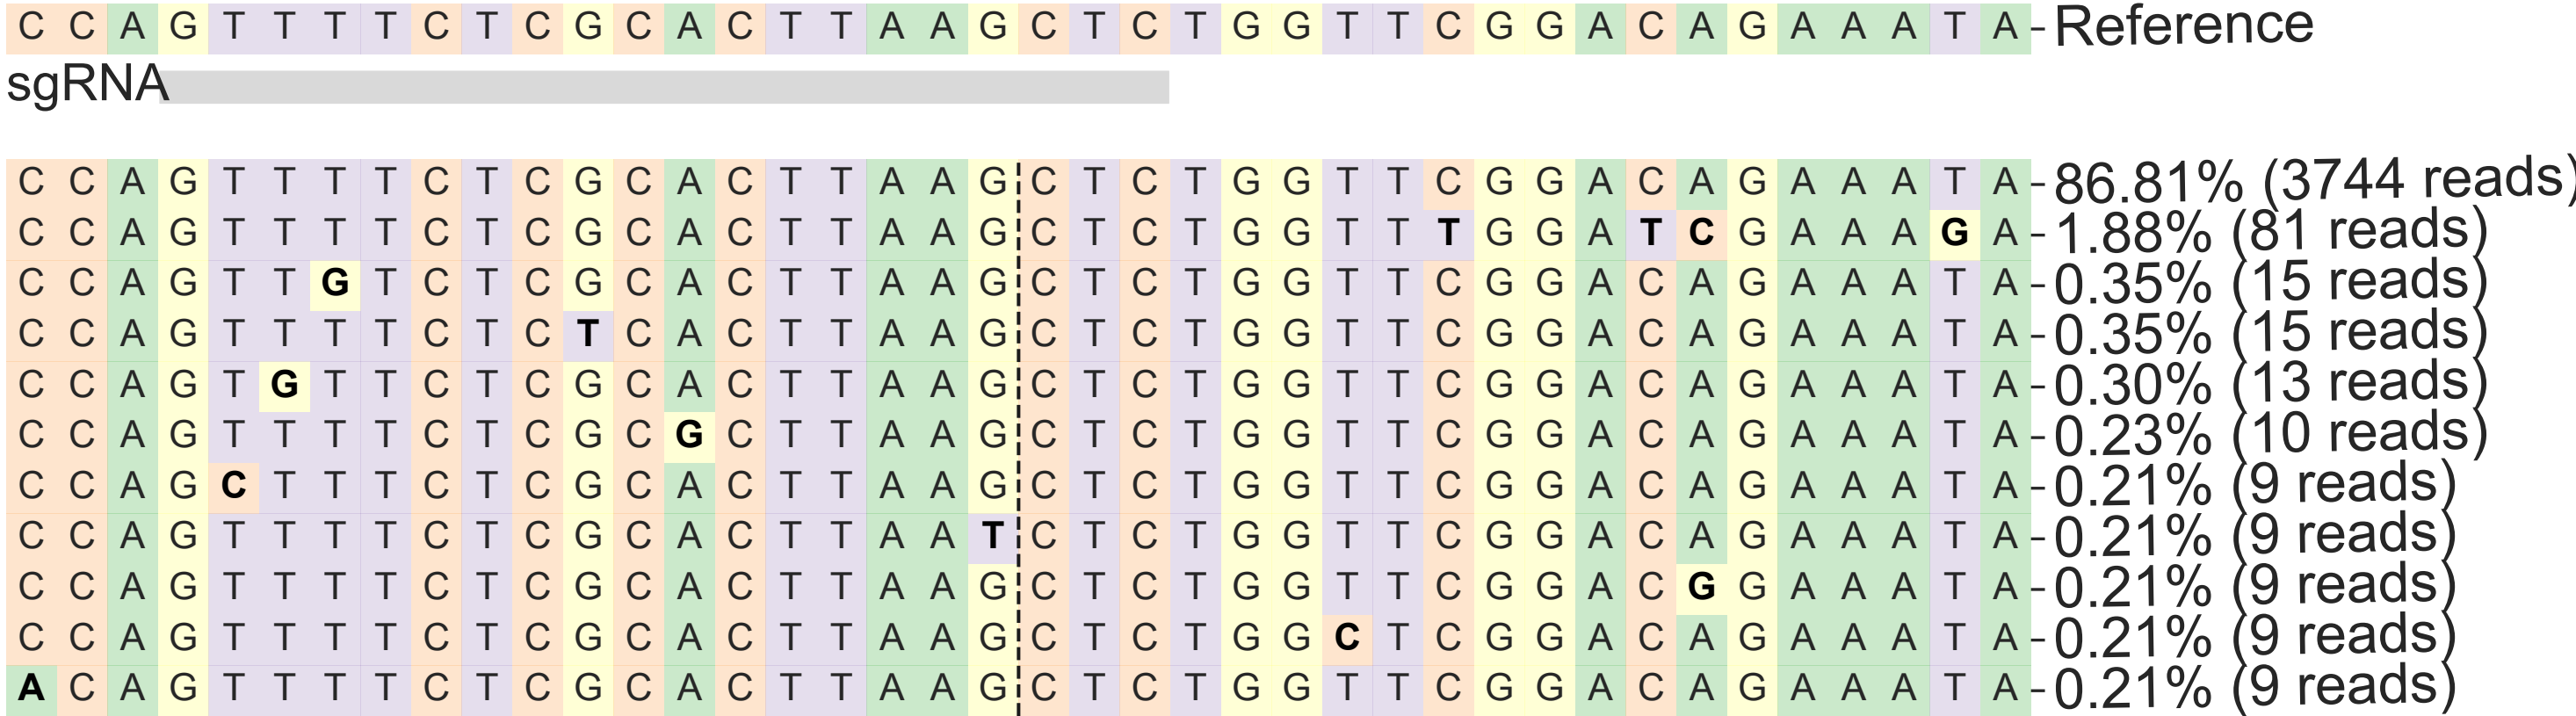 C C A G T T T T C T C G C A C T T A A G C T C T G G T T C G G A C A G A A A T A Reference
sgRNA
C C A G T T T T C T C G C A C T T A A G C T C T G G T T C G G A C A G A A A T A 86.81% (3744 reads)
C C A G T T T T C T C G C A C T T A A G C T C T G G T T T G G A T C G A A A G A 1.88% (81 reads)
C C A G T T G T C T C G C A C T T A A G C T C T G G T T C G G A C A G A A A T A 0.35% (15 reads)
C C A G T T T T C T C T C A C T T A A G C T C T G G T T C G G A C A G A A A T A 0.35% (15 reads)
C C A G T G T T C T C G C A C T T A A G C T C T G G T T C G G A C A G A A A T A 0.30% (13 reads)
C C A G T T T T C T C G C G C T T A A G C T C T G G T T C G G A C A G A A A T A 0.23% (10 reads)
C C A G C T T T C T C G C A C T T A A G C T C T G G T T C G G A C A G A A A T A 0.21% (9 reads)
C C A G T T T T C T C G C A C T T A A T C T C T G G T T C G G A C A G A A A T A 0.21% (9 reads)
C C A G T T T T C T C G C A C T T A A G C T C T G G T T C G G A C G G A A A T A 0.21% (9 reads)
C C A G T T T T C T C G C A C T T A A G C T C T G G C T C G G A C A G A A A T A 0.21% (9 reads)
A C A G T T T T C T C G C A C T T A A G C T C T G G T T C G G A C A G A A A T A 0.21% (9 reads)